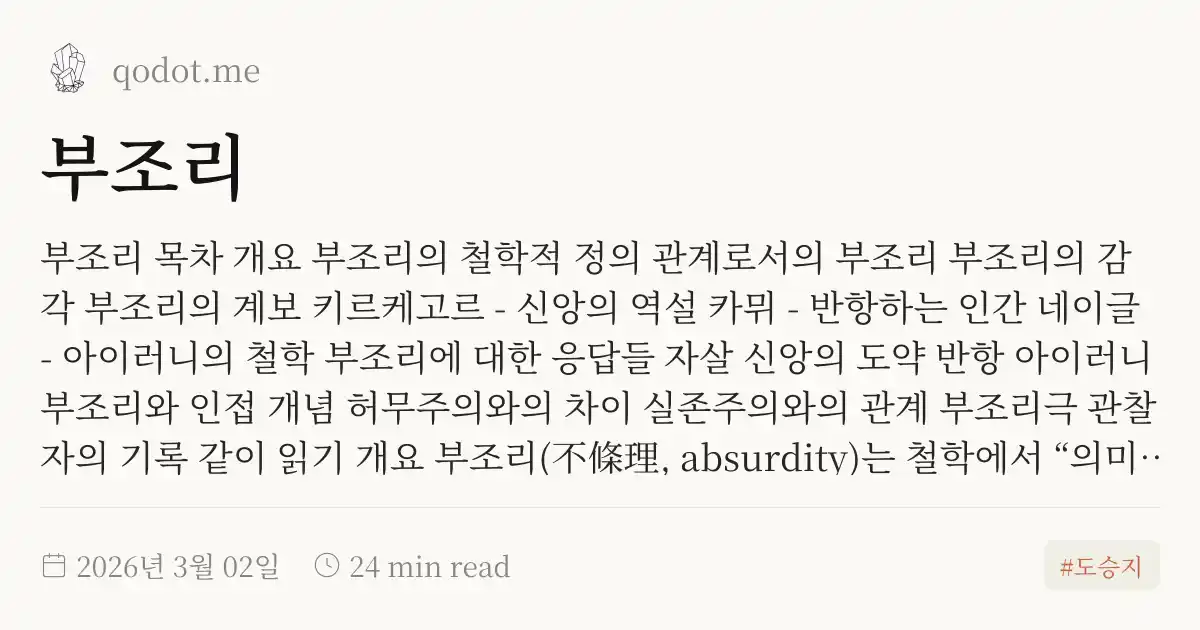 qodot.me
부조리
부조리 목차 개요 부조리의 철학적 정의 관계로서의 부조리 부조리의 감
각 부조리의 계보 키르케고르 - 신앙의 역설 카뮈 - 반항하는 인간 네이글
- 아이러니의 철학 부조리에 대한 응답들 자살 신앙의 도약 반항 아이러니
부조리와 인접 개념 허무주의와의 차이 실존주의와의 관계 부조리극 관찰
자의 기록 같이 읽기 개요 부조리(不條理, absurdity)는 철학에서 “의미··
2026년 3월 02일
24 min read
#도승지